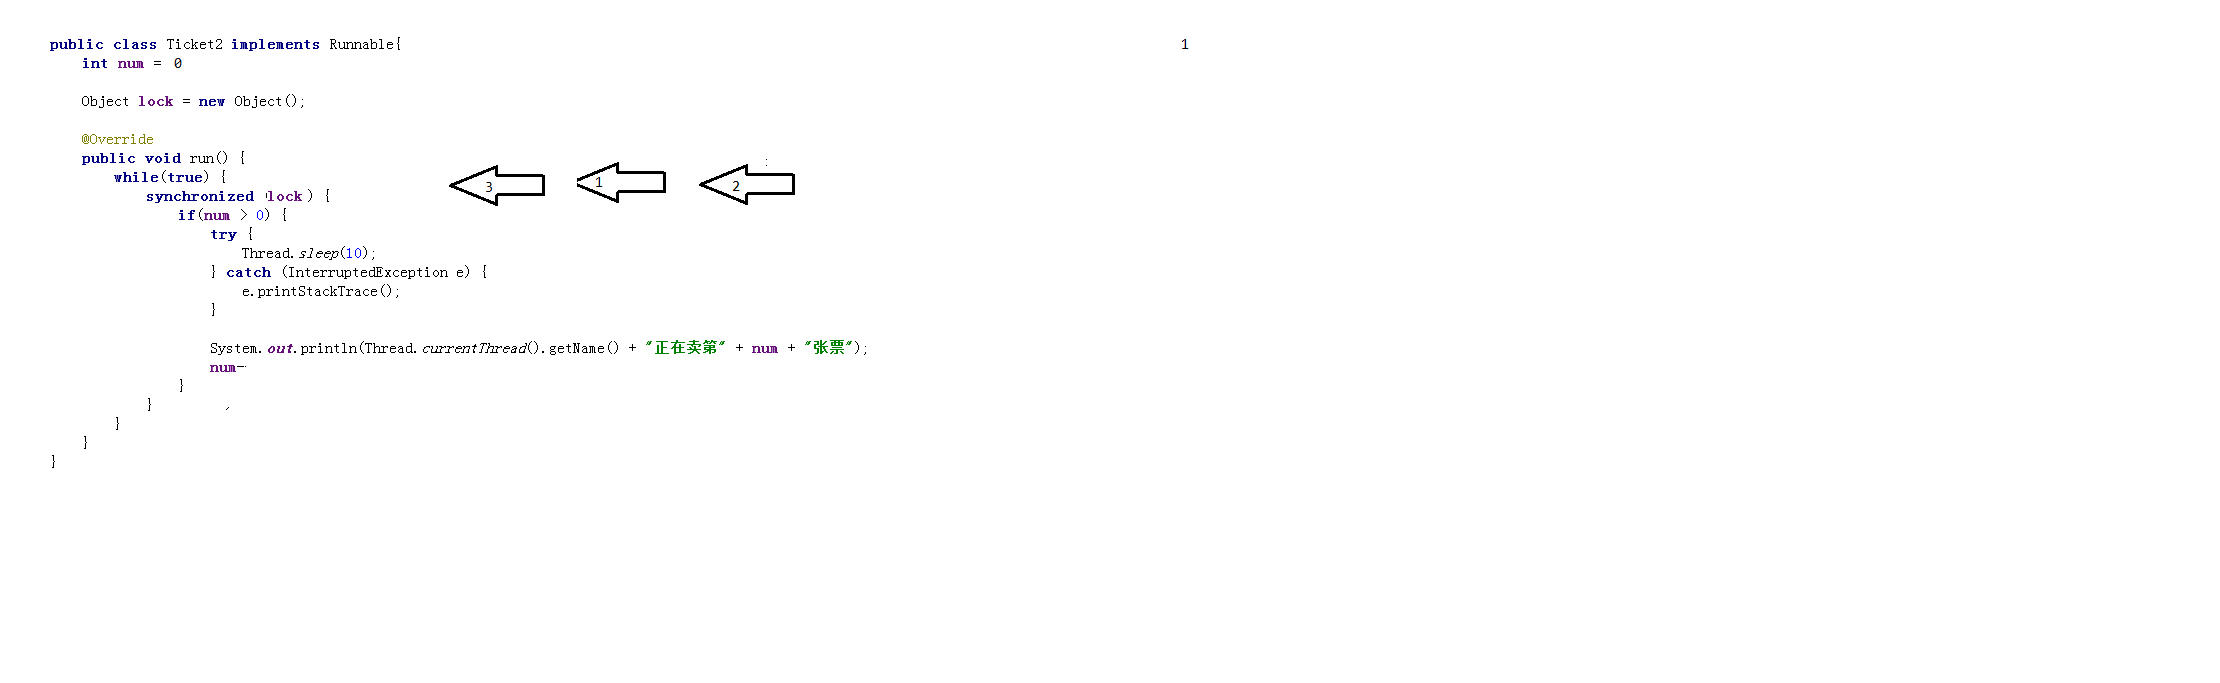 public class Ticket2 implements Runnable{
1
int num = 0
Object lock = new Object();
@Override
public void run() {
while(true) {
3
1
2
synchronized (lock ) {
if(num > 0) {
try {
Thread.sleep(10);
} catch (InterruptedException e) {
e.printStackTrace();
}
System.out.println(Thread.currentThread().getName() + "正在卖第" + num + "张票");
num-
}
}
}
}
}